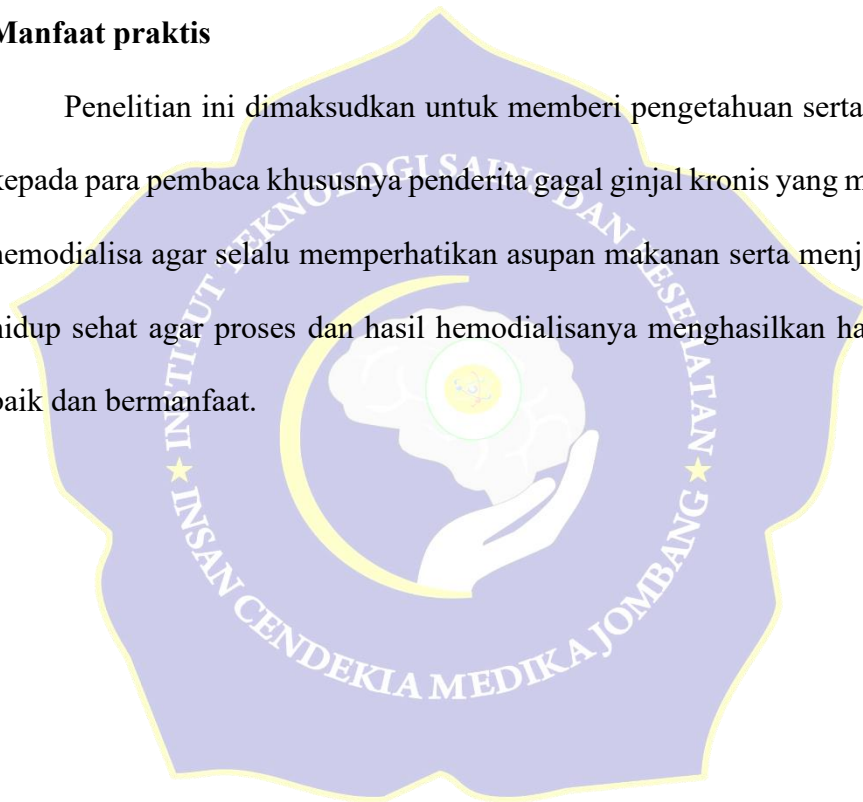 Manfaat praktis
Penelitian ini dimaksudkan untuk memberi pengetahuan serta
kepada para pembaca khususnya penderita gagal ginjal kronis yang m
hemodialisa agar selalu memperhatikan asupan makanan serta menj
hidup sehat agar proses dan hasil hemodialisanya menghasilkan ha
baik dan bermanfaat.
INSTITUT TEKNOLOGI SAINS DAN KESEHATAN
INSAN CENDEKIA MEDIKA JOMBANG